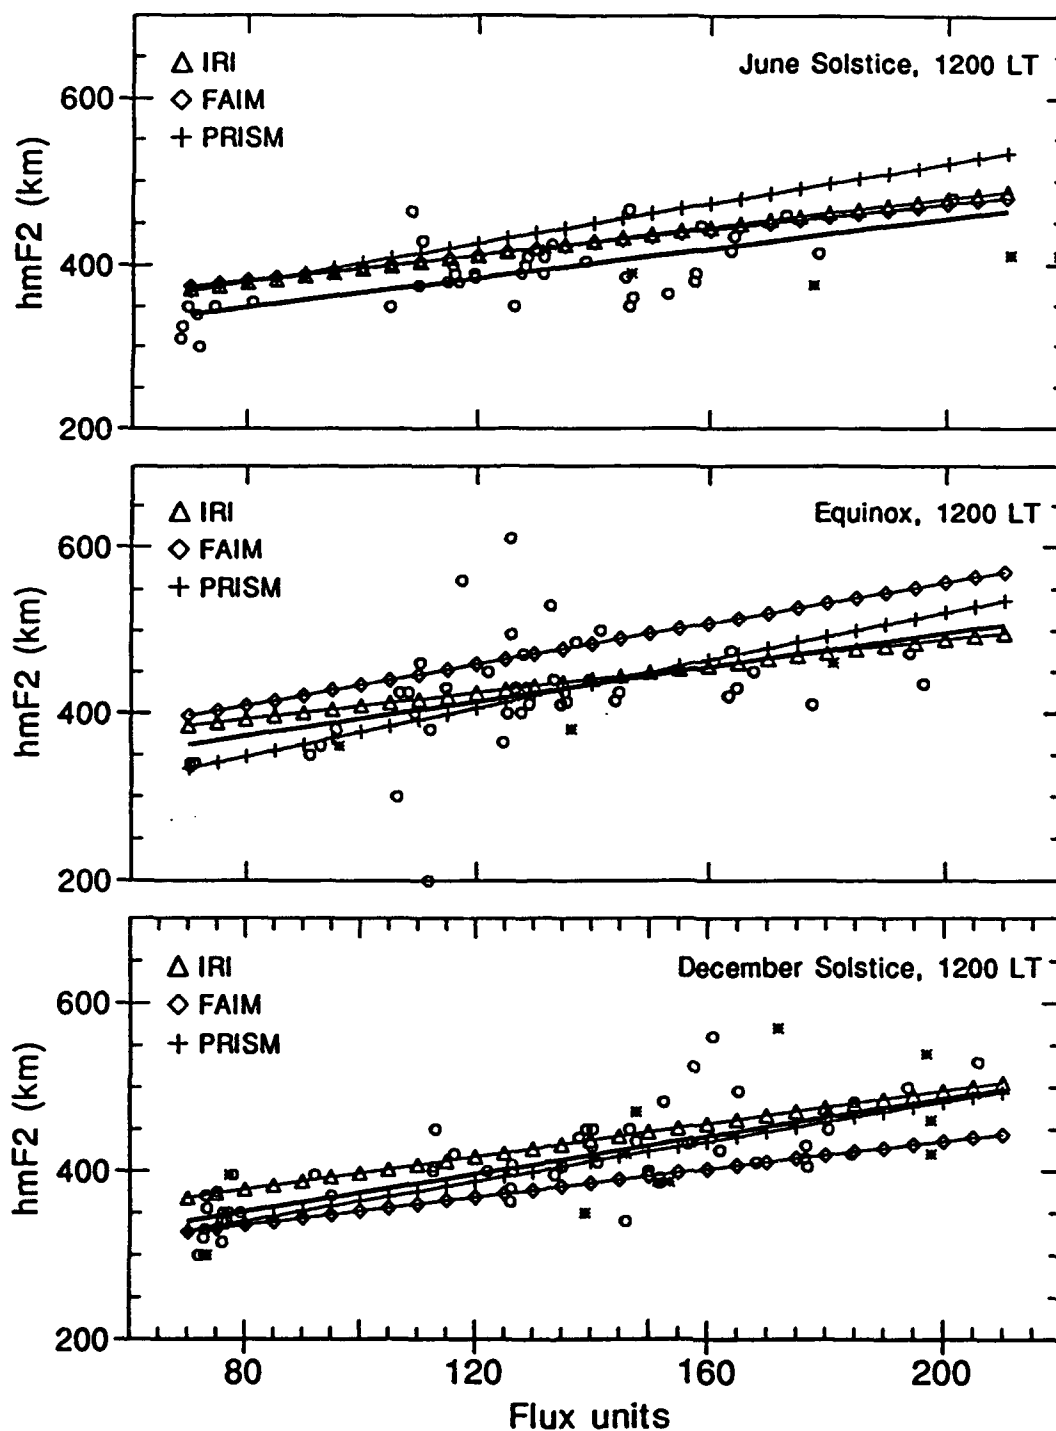 June Solstice, 1200 LT
△ IRI
◇ FAIM
+ PRISM
600
400
200
hmF2 (km)
Equinox, 1200 LT
△ IRI
◇ FAIM
+ PRISM
600
400
200
hmF2 (km)
December Solstice, 1200 LT
△ IRI
◇ FAIM
+ PRISM
600
400
200
hmF2 (km)
80 120 160 200
Flux units